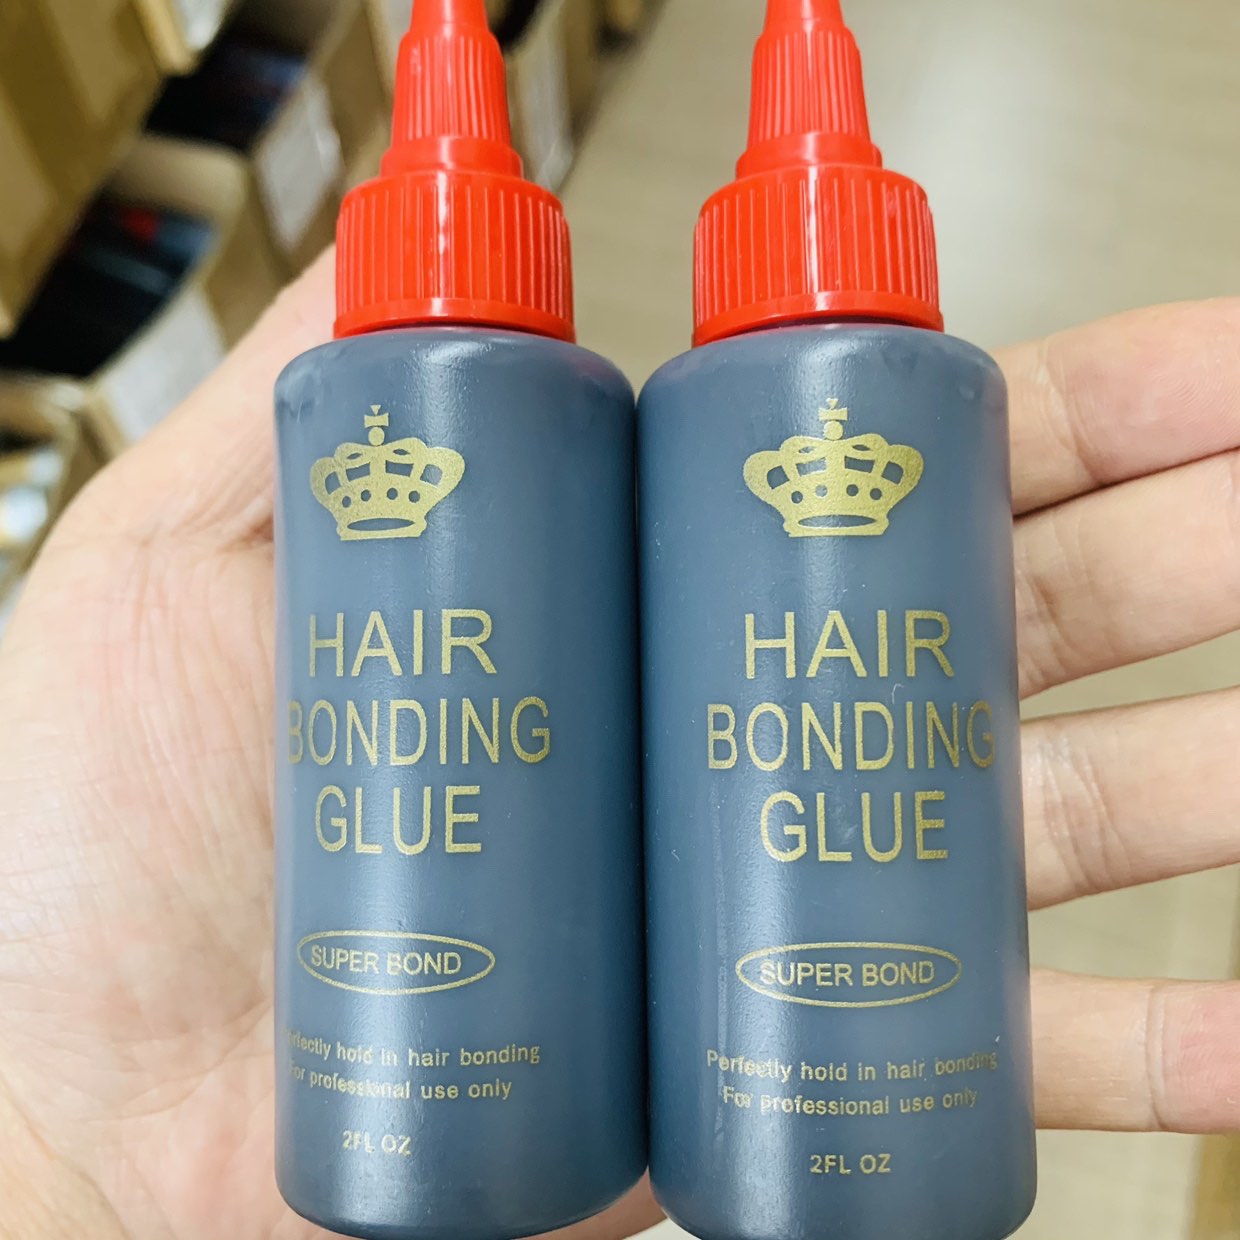 HAIR
BONDING
GLUE
SUPER BOND
Perfectly hold in hair bonding
For professional use only
2FL OZ
HAIR
BONDING
GLUE
SUPER BOND
Perfectly hold in hair bonding
For professional use only
2FL OZ